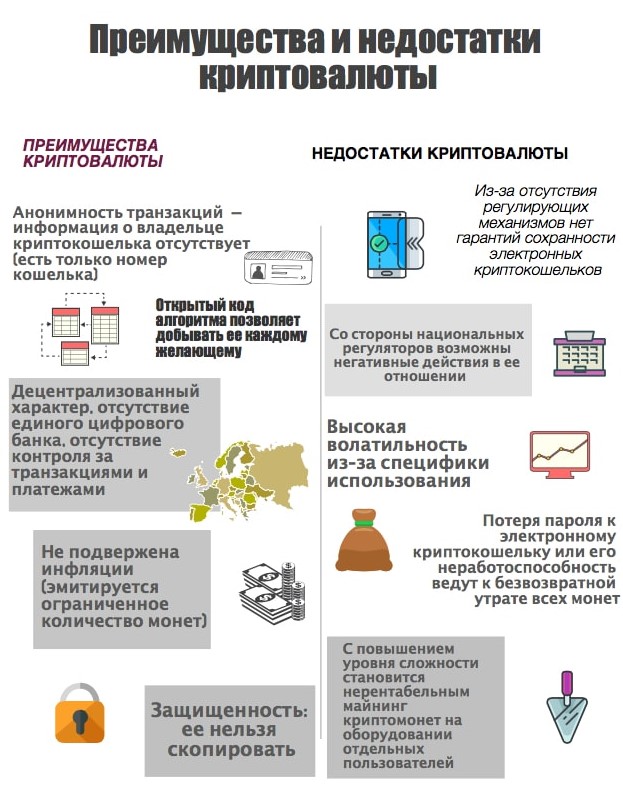 Преимущества и недостатки
криптовалюты
ПРЕИМУЩЕСТВА
КРИПТОВАЛЮТЫ
Анонимность транзакций —
информация о владельце
криптокошелька отсутствует
(есть только номер
кошелька)
Открытый код
алгоритма позволяет
добывать ее каждому
желающему
Децентрализованный
характер, отсутствие
единого цифрового
банка, отсутствие
контроля за
транзакциями и
платежами
Не подвержена
инфляции
(эмитируется
ограниченное
количество монет)
Защищенность:
ее нельзя
скопировать
НЕДОСТАТКИ КРИПТОВАЛЮТЫ
Из-за отсутствия
регулирующих
механизмов нет
гарантий сохранности
электронных
криптокошельков
Со стороны национальных
регуляторов возможны
негативные действия в ее
отношении
Высокая
волатильность
из-за специфики
использования
Потеря пароля к
электронному
криптокошельку или его
неработоспособность
ведут к безвозвратной
утрате всех монет
С повышением
уровня сложности
становится
нерентабельным
майнинг
криптомонет на
оборудовании
отдельных
пользователей